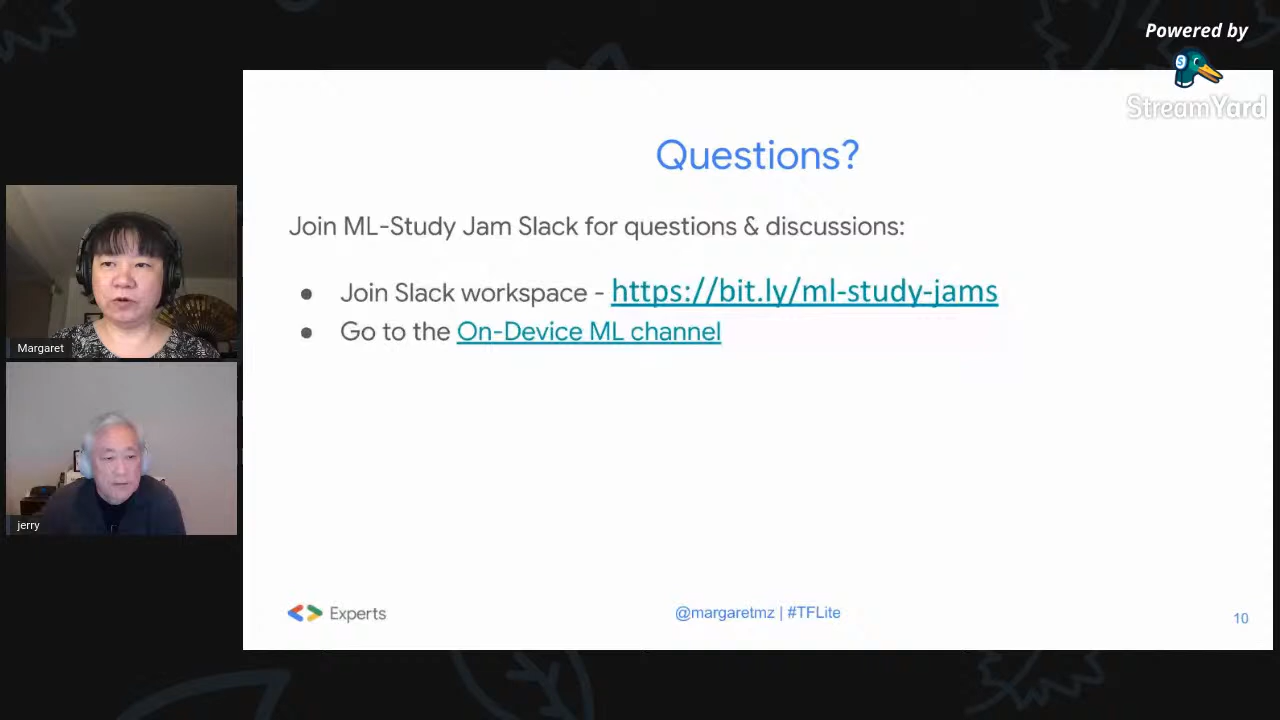 Powered by
StreamYard
Questions?
Join ML-Study Jam Slack for questions & discussions:
● Join Slack workspace - https://bit.ly/ml-study-jams
● Go to the On-Device ML channel
Margaret
jerry
Experts
@margaretmz | #TFLite
10